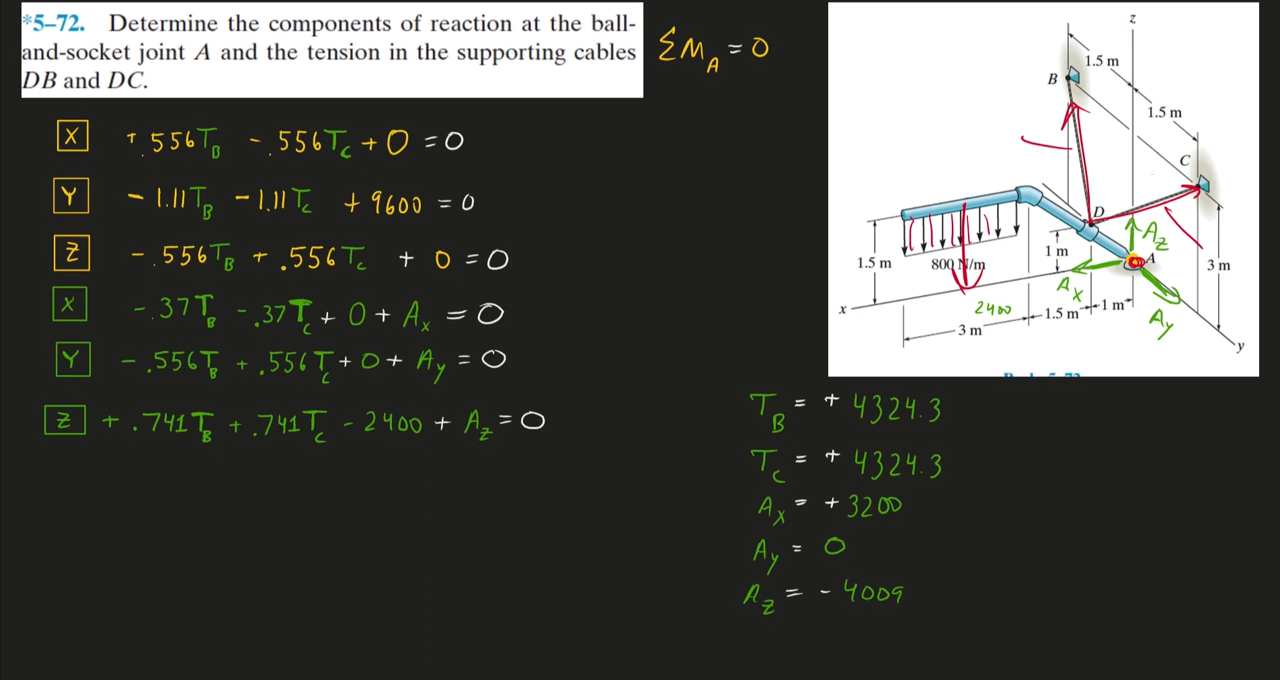 *5–72. Determine the components of reaction at the ball-
and-socket joint A and the tension in the supporting cables
DB and DC.
ΣM_A = 0
X + .556T_B - .556T_C + 0 = 0
Y - 1.11T_B - 1.11T_C + 9600 = 0
Z - .556T_B + .556T_C + 0 = 0
X - .37T_B - .37T_C + 0 + A_x = 0
Y - .556T_B + .556T_C + 0 + A_y = 0
Z + .741T_B + .741T_C - 2400 + A_z = 0
z
1.5 m
B
1.5 m
C
D
A_z
1 m
A
1.5 m
800 N/m
3 m
A_x
x
2400
1.5 m
1 m
A_y
3 m
y
T_B = + 4324.3
T_C = + 4324.3
A_x = + 3200
A_y = 0
A_z = - 4009